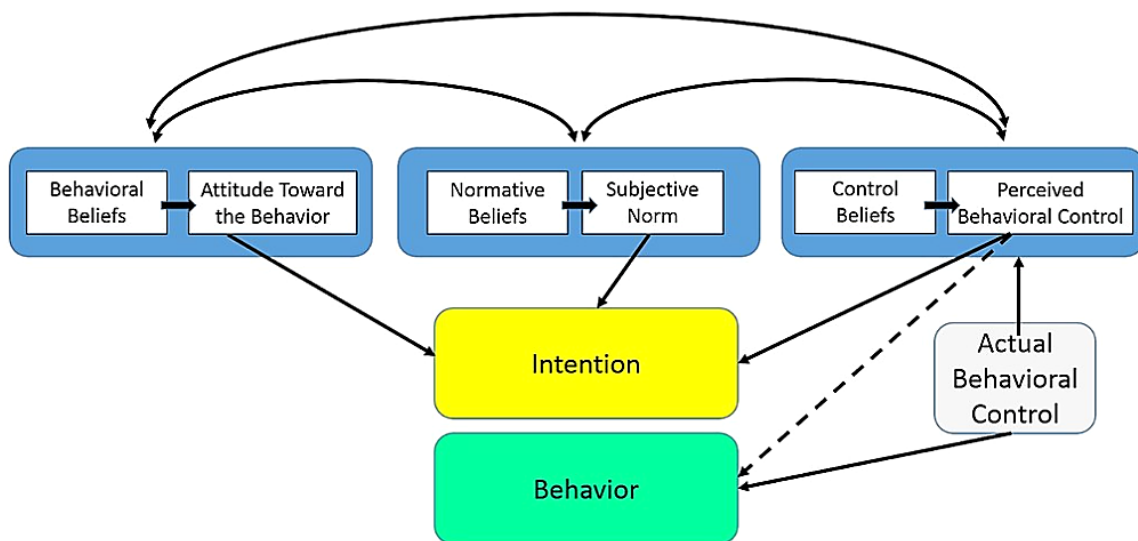 Behavioral
Beliefs
Attitude Toward
the Behavior
Normative
Beliefs
Subjective
Norm
Control
Beliefs
Perceived
Behavioral Control
Intention
Actual
Behavioral
Control
Behavior